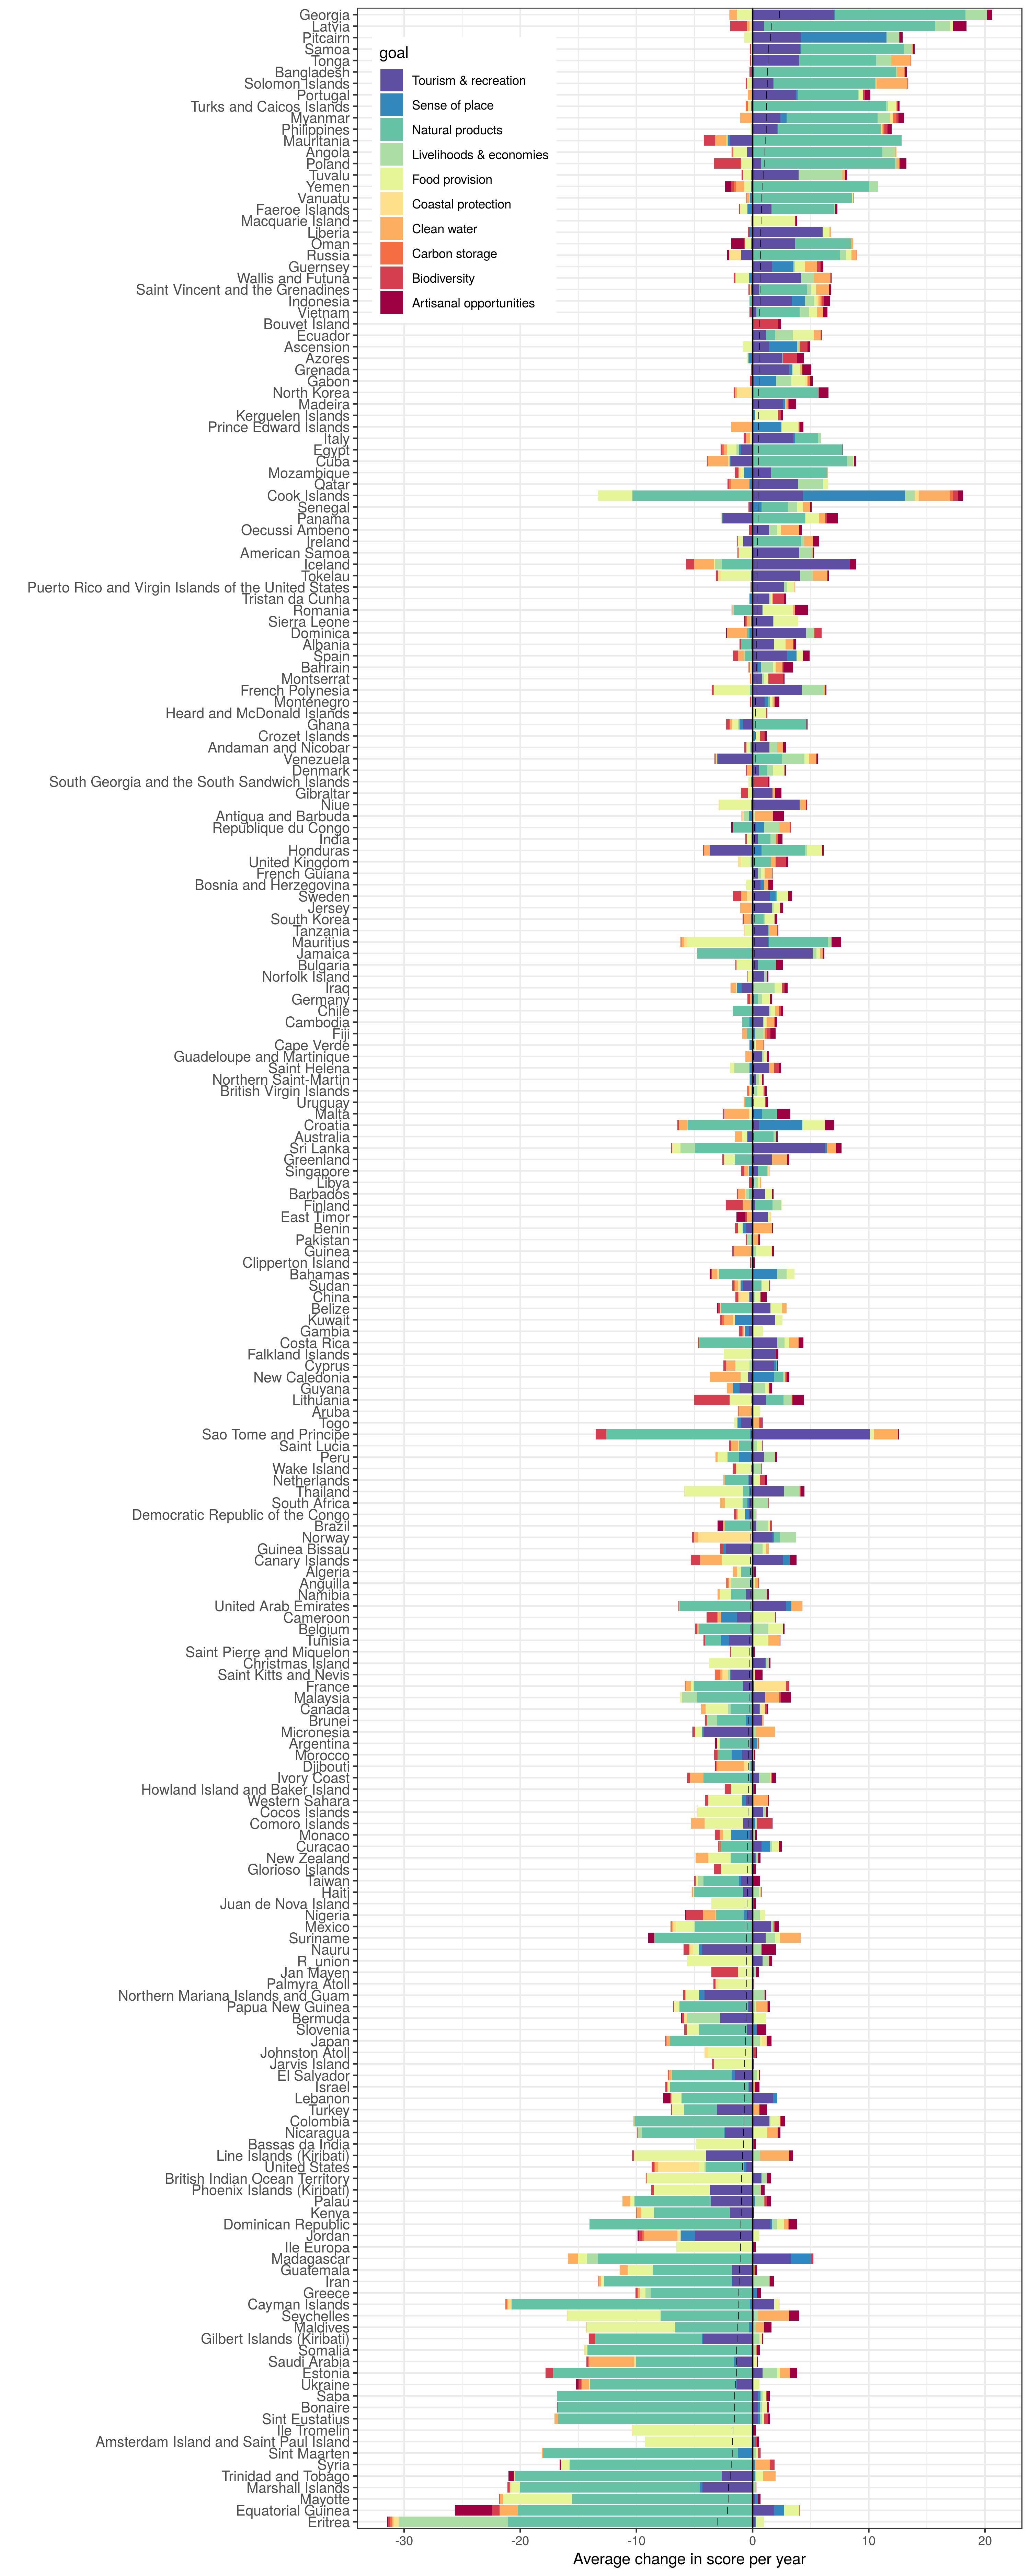 Georgia
Latvia
Pitcairn
Samoa
Tonga
Bangladesh
Solomon Islands
Portugal
Turks and Caicos Islands
Myanmar
Philippines
Mauritania
Angola
Poland
Tuvalu
Yemen
Vanuatu
Faeroe Islands
Macquarie Island
Liberia
Oman
Russia
Guernsey
Wallis and Futuna
Saint Vincent and the Grenadines
Indonesia
Vietnam
Bouvet Island
Ecuador
Ascension
Azores
Grenada
Gabon
North Korea
Madeira
Kerguelen Islands
Prince Edward Islands
Italy
Egypt
Cuba
Mozambique
Qatar
Cook Islands
Senegal
Panama
Oecussi Ambeno
Ireland
American Samoa
Iceland
Tokelau
Puerto Rico and Virgin Islands of the United States
Tristan da Cunha
Romania
Sierra Leone
Dominica
Albania
Spain
Bahrain
Montserrat
French Polynesia
Montenegro
Heard and McDonald Islands
Ghana
Crozet Islands
Andaman and Nicobar
Venezuela
Denmark
South Georgia and the South Sandwich Islands
Gibraltar
Niue
Antigua and Barbuda
Republique du Congo
India
Honduras
United Kingdom
French Guiana
Bosnia and Herzegovina
Sweden
Jersey
South Korea
Tanzania
Mauritius
Jamaica
Bulgaria
Norfolk Island
Iraq
Germany
Chile
Cambodia
Fiji
Cape Verde
Guadeloupe and Martinique
Saint Helena
Northern Saint-Martin
British Virgin Islands
Uruguay
Malta
Croatia
Australia
Sri Lanka
Greenland
Singapore
Libya
Barbados
Finland
East Timor
Benin
Pakistan
Guinea
Clipperton Island
Bahamas
Sudan
China
Belize
Kuwait
Gambia
Costa Rica
Falkland Islands
Cyprus
New Caledonia
Guyana
Lithuania
Aruba
Togo
Sao Tome and Principe
Saint Lucia
Peru
Wake Island
Netherlands
Thailand
South Africa
Democratic Republic of the Congo
Brazil
Norway
Guinea Bissau
Canary Islands
Algeria
Anguilla
Namibia
United Arab Emirates
Cameroon
Belgium
Tunisia
Saint Pierre and Miquelon
Christmas Island
Saint Kitts and Nevis
France
Malaysia
Canada
Brunei
Micronesia
Argentina
Morocco
Djibouti
Ivory Coast
Howland Island and Baker Island
Western Sahara
Cocos Islands
Comoro Islands
Monaco
Curacao
New Zealand
Glorioso Islands
Taiwan
Haiti
Juan de Nova Island
Nigeria
Mexico
Suriname
Nauru
R_union
Jan Mayen
Palmyra Atoll
Northern Mariana Islands and Guam
Papua New Guinea
Bermuda
Slovenia
Japan
Johnston Atoll
Jarvis Island
El Salvador
Israel
Lebanon
Turkey
Colombia
Nicaragua
Bassas da India
Line Islands (Kiribati)
United States
British Indian Ocean Territory
Phoenix Islands (Kiribati)
Palau
Kenya
Dominican Republic
Jordan
Ile Europa
Madagascar
Guatemala
Iran
Greece
Cayman Islands
Seychelles
Maldives
Gilbert Islands (Kiribati)
Somalia
Saudi Arabia
Estonia
Ukraine
Saba
Bonaire
Sint Eustatius
Ile Tromelin
Amsterdam Island and Saint Paul Island
Sint Maarten
Syria
Trinidad and Tobago
Marshall Islands
Mayotte
Equatorial Guinea
Eritrea
goal
Tourism & recreation
Sense of place
Natural products
Livelihoods & economies
Food provision
Coastal protection
Clean water
Carbon storage
Biodiversity
Artisanal opportunities
-30 -20 -10 0 10 20
Average change in score per year